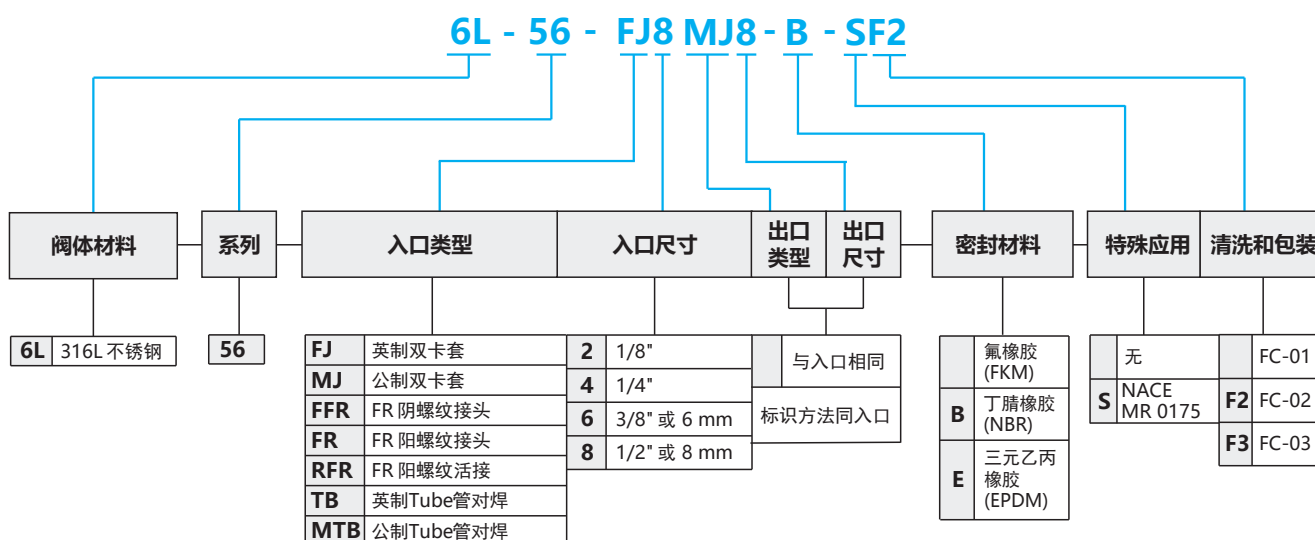 6L - 56 - FJ8 MJ8 - B - SF2
阀体材料
系列
入口类型
入口尺寸
出口
类型
出口
尺寸
密封材料
特殊应用
清洗和包装
6L 316L 不锈钢
56
FJ 英制双卡套
MJ 公制双卡套
FFR FR 阴螺纹接头
FR FR 阳螺纹接头
RFR FR 阳螺纹活接
TB 英制Tube管对焊
MTB 公制Tube管对焊
2 1/8"
4 1/4"
6 3/8" 或 6 mm
8 1/2" 或 8 mm
与入口相同
标识方法同入口
氟橡胶
(FKM)
B 丁腈橡胶
(NBR)
E 三元乙丙
橡胶
(EPDM)
无
S NACE
MR 0175
FC-01
F2 FC-02
F3 FC-03